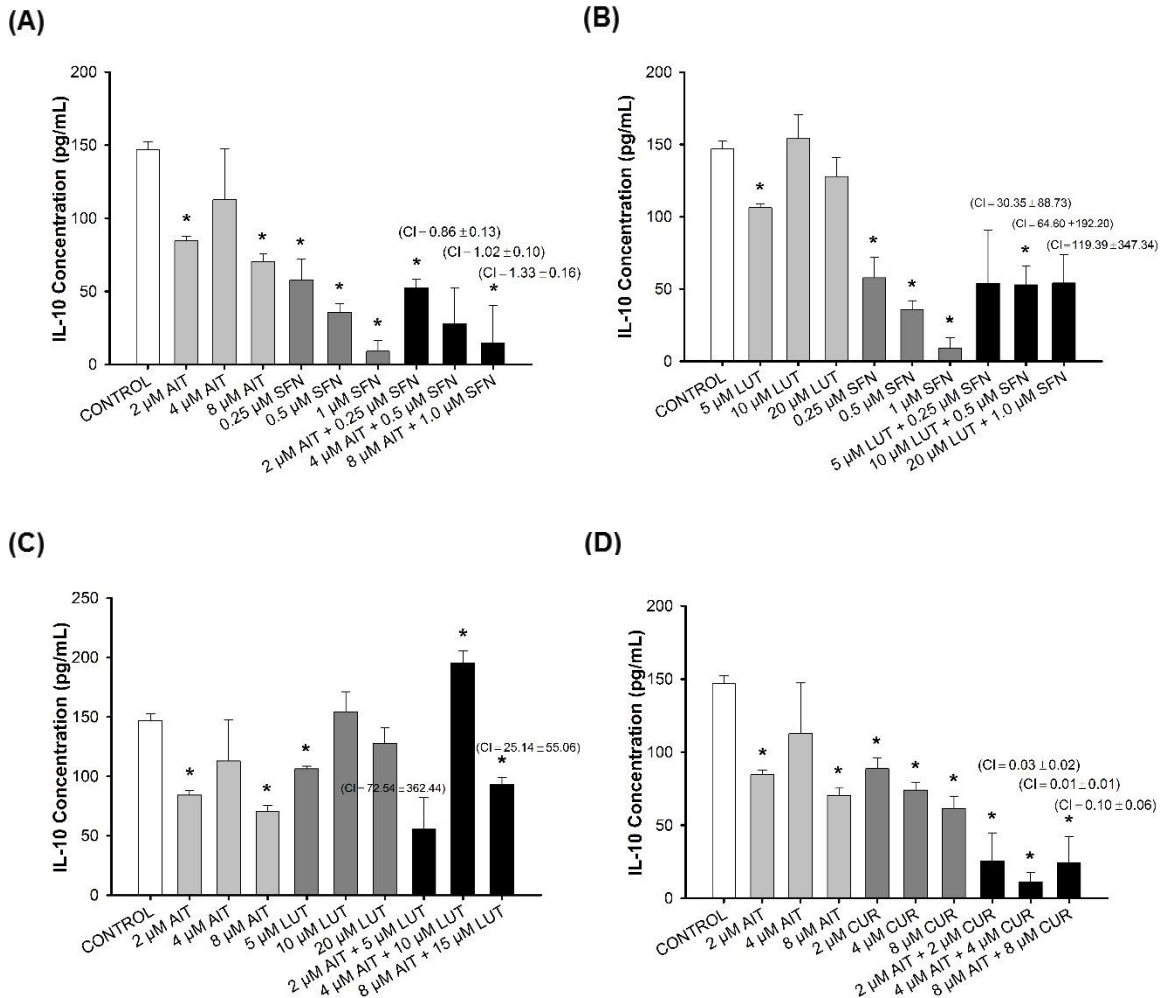 (A)
IL-10 Concentration (pg/mL)
200
150
100
50
0
*
*
*
*
*
*
*
(CI = 0.86 ± 0.13)
(CI = 1.02 ± 0.10)
(CI = 1.33 ± 0.16)
CONTROL
2 µM AIT
4 µM AIT
8 µM AIT
0.25 µM SFN
0.5 µM SFN
1 µM SFN
2 µM AIT + 0.25 µM SFN
4 µM AIT + 0.5 µM SFN
8 µM AIT + 1.0 µM SFN
(B)
IL-10 Concentration (pg/mL)
200
150
100
50
0
*
*
*
*
*
(CI = 30.35 ± 88.73)
(CI = 64.60 + 192.20)
(CI = 119.39 ± 347.34)
CONTROL
5 µM LUT
10 µM LUT
20 µM LUT
0.25 µM SFN
0.5 µM SFN
1 µM SFN
5 µM LUT + 0.25 µM SFN
10 µM LUT + 0.5 µM SFN
20 µM LUT + 1.0 µM SFN
(C)
IL-10 Concentration (pg/mL)
250
200
150
100
50
0
*
*
*
*
*
(CI = 72.54 ± 362.44)
(CI = 25.14 ± 55.06)
CONTROL
2 µM AIT
4 µM AIT
8 µM AIT
5 µM LUT
10 µM LUT
20 µM LUT
2 µM AIT + 5 µM LUT
4 µM AIT + 10 µM LUT
8 µM AIT + 15 µM LUT
(D)
IL-10 Concentration (pg/mL)
200
150
100
50
0
*
*
*
*
*
*
*
*
(CI = 0.03 ± 0.02)
(CI = 0.01 ± 0.01)
(CI = 0.10 ± 0.06)
CONTROL
2 µM AIT
4 µM AIT
8 µM AIT
2 µM CUR
4 µM CUR
8 µM CUR
2 µM AIT + 2 µM CUR
4 µM AIT + 4 µM CUR
8 µM AIT + 8 µM CUR